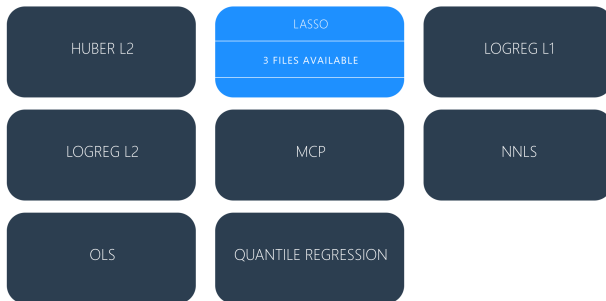 HUBER L2
LASSO
3 FILES AVAILABLE
LOGREG L1
LOGREG L2
MCP
NNLS
OLS
QUANTILE REGRESSION